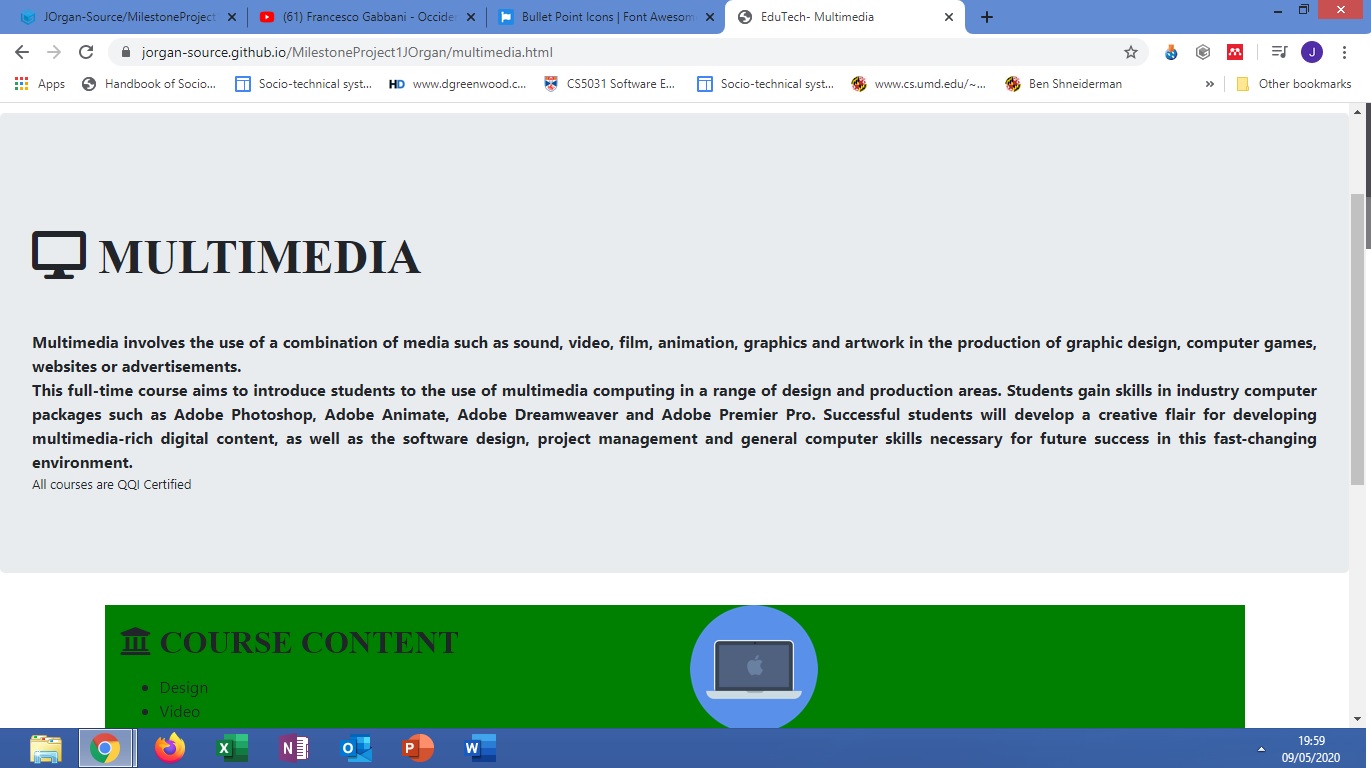 JOrgan-Source/MilestoneProject
(61) Francesco Gabbani - Occide
Bullet Point Icons | Font Awesom
EduTech- Multimedia
jorgan-source.github.io/MilestoneProject1JOrgan/multimedia.html
J
Apps
Handbook of Socio...
Socio-technical syst...
HD www.dgreenwood.c...
CS5031 Software E...
Socio-technical syst...
www.cs.umd.edu/~...
Ben Shneiderman
»
Other bookmarks
MULTIMEDIA
Multimedia involves the use of a combination of media such as sound, video, film, animation, graphics and artwork in the production of graphic design, computer games,
websites or advertisements.
This full-time course aims to introduce students to the use of multimedia computing in a range of design and production areas. Students gain skills in industry computer
packages such as Adobe Photoshop, Adobe Animate, Adobe Dreamweaver and Adobe Premier Pro. Successful students will develop a creative flair for developing
multimedia-rich digital content, as well as the software design, project management and general computer skills necessary for future success in this fast-changing
environment.
All courses are QQI Certified
COURSE CONTENT
• Design
• Video
19:59
09/05/2020